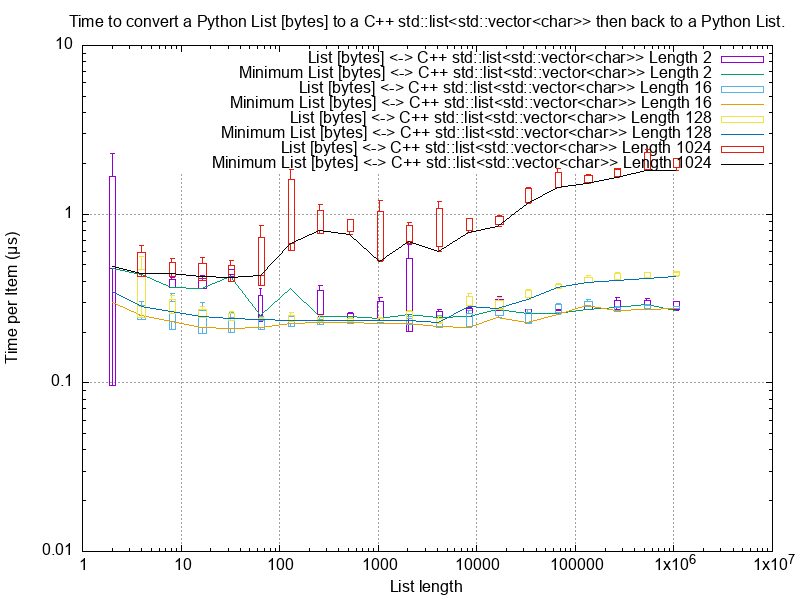 Time to convert a Python List [bytes] to a C++ std::list<std::vector<char>> then back to a Python List.
10
List [bytes] <-> C++ std::list<std::vector<char>> Length 2
Minimum List [bytes] <-> C++ std::list<std::vector<char>> Length 2
List [bytes] <-> C++ std::list<std::vector<char>> Length 16
Minimum List [bytes] <-> C++ std::list<std::vector<char>> Length 16
List [bytes] <-> C++ std::list<std::vector<char>> Length 128
Minimum List [bytes] <-> C++ std::list<std::vector<char>> Length 128
List [bytes] <-> C++ std::list<std::vector<char>> Length 1024
Minimum List [bytes] <-> C++ std::list<std::vector<char>> Length 1024
1
Time per Item (µs)
0.1
0.01
1 10 100 1000 10000 100000 1x10⁶ 1x10⁷
List length